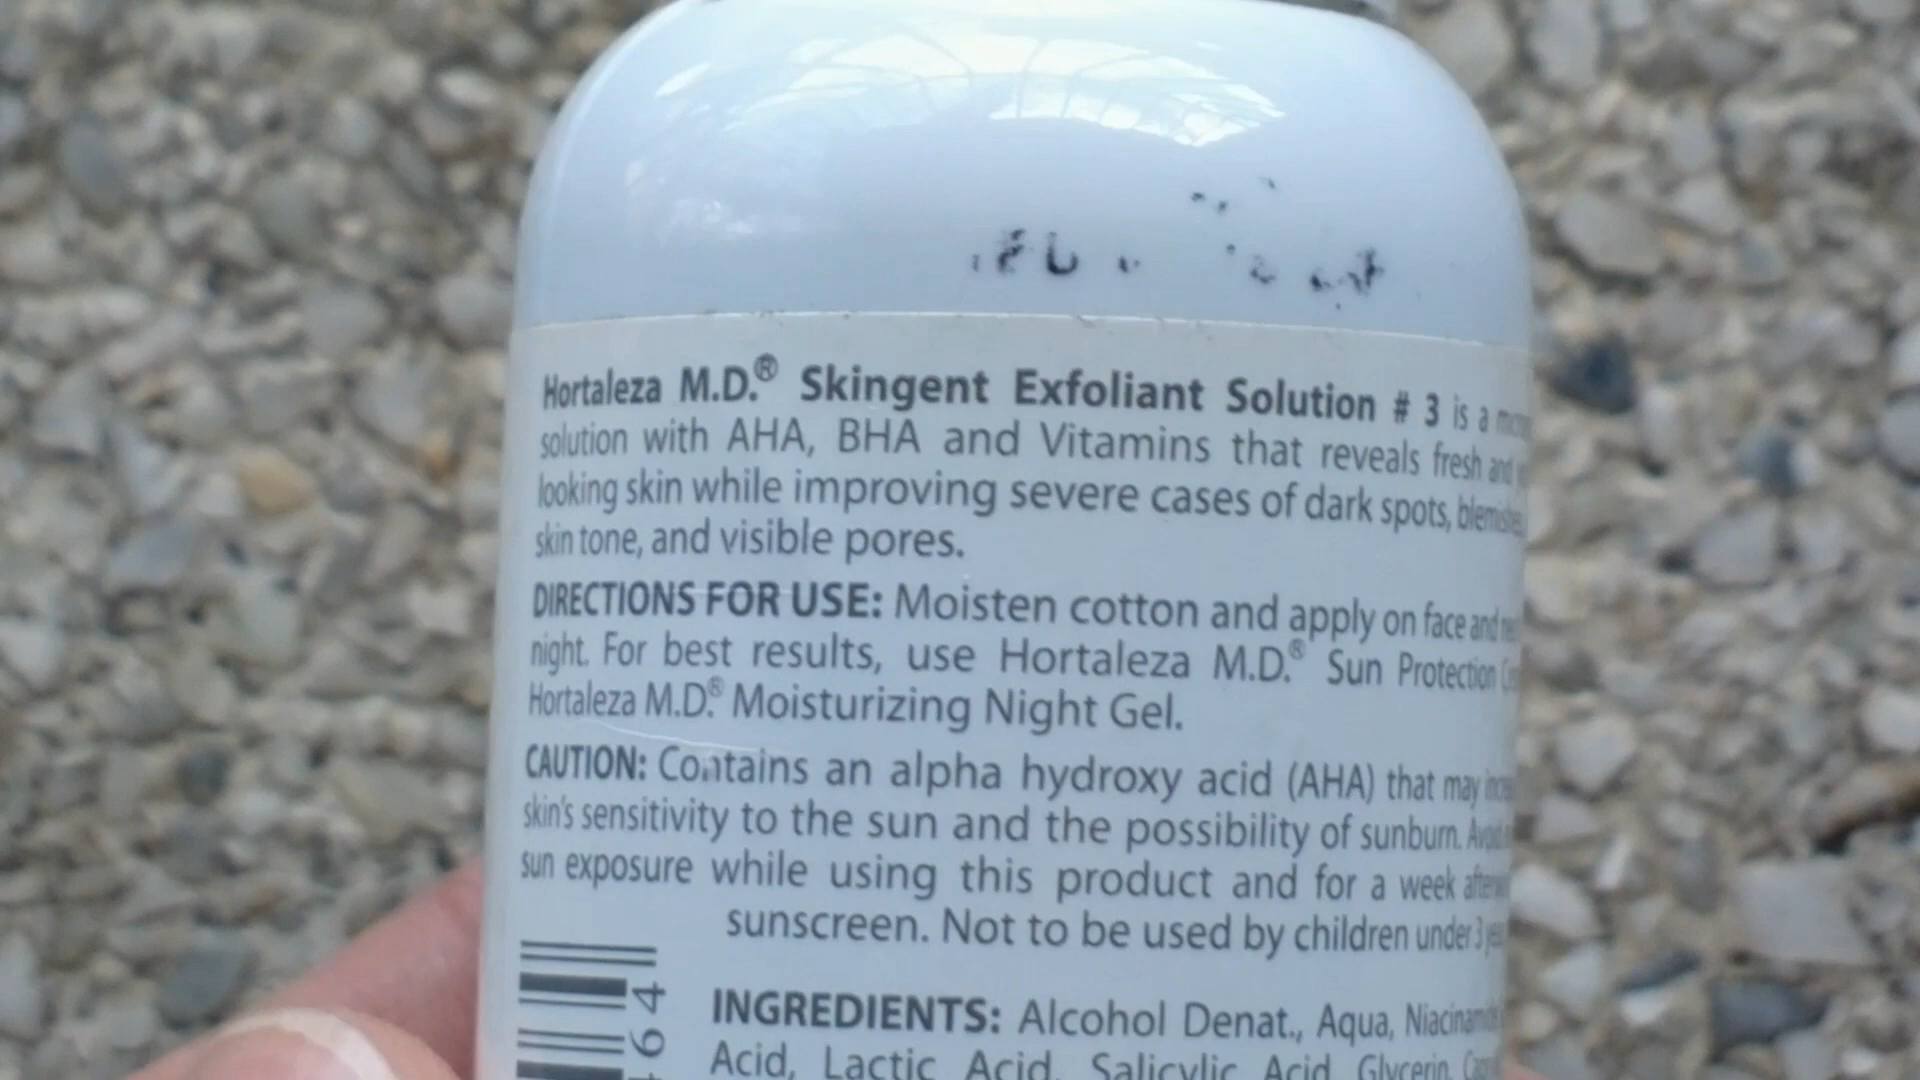 Hortaleza M.D.® Skingent Exfoliant Solution # 3 is a
solution with AHA, BHA and Vitamins that reveals fresh and
looking skin while improving severe cases of dark spots,
skin tone, and visible pores.
DIRECTIONS FOR USE: Moisten cotton and apply on face and
night. For best results, use Hortaleza M.D.® Sun Protection
Hortaleza M.D.® Moisturizing Night Gel.
CAUTION: Contains an alpha hydroxy acid (AHA) that may
skin's sensitivity to the sun and the possibility of sunburn.
sun exposure while using this product and for a week
sunscreen. Not to be used by children under 3
INGREDIENTS: Alcohol Denat., Aqua,
Acid, Lactic Acid, Salicylic Acid, Glycerin,